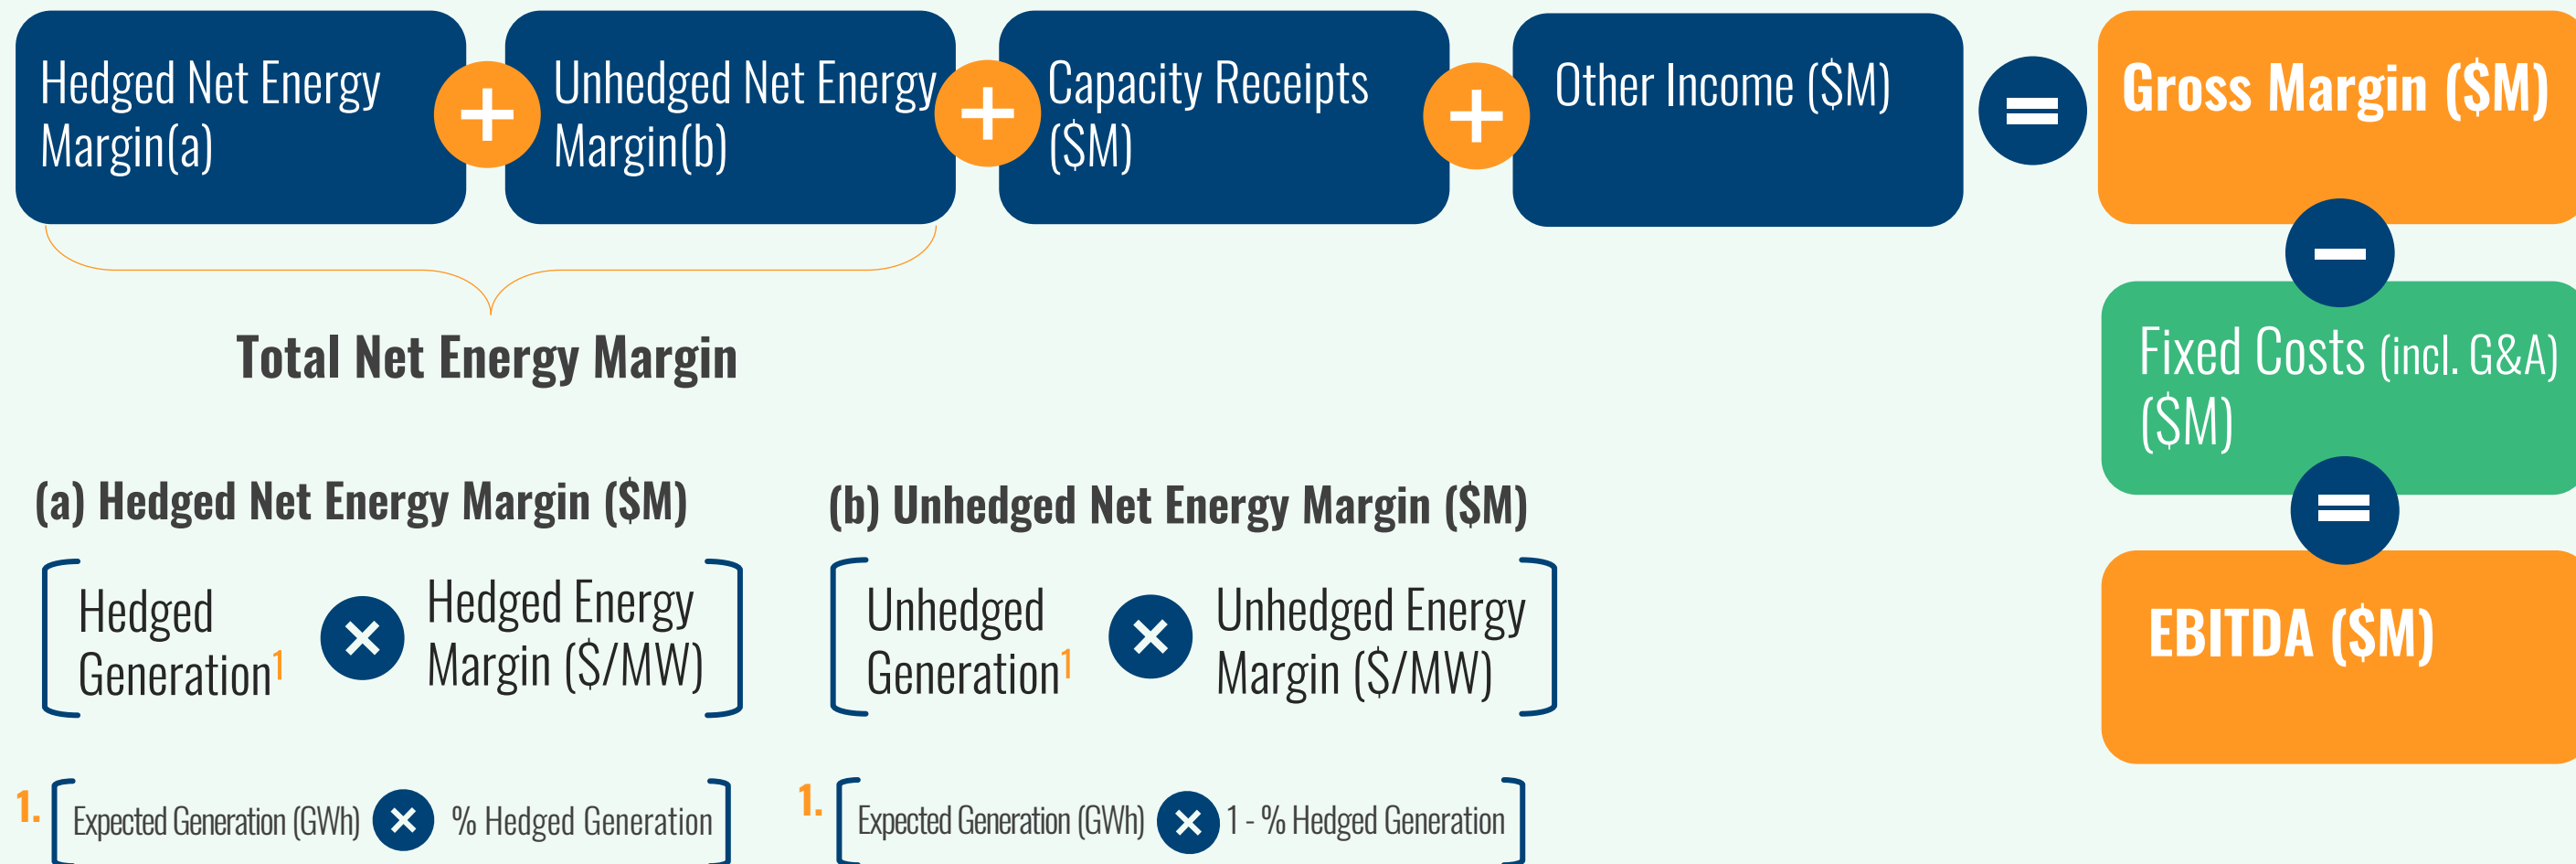 Hedged Net Energy
Margin(a)
+
Unhedged Net Energy
Margin(b)
+
Capacity Receipts
($M)
+
Other Income ($M)
=
Gross Margin ($M)
−
Fixed Costs (incl. G&A)
($M)
=
EBITDA ($M)
Total Net Energy Margin
(a) Hedged Net Energy Margin ($M)
Hedged
Generation¹
×
Hedged Energy
Margin ($/MW)
1. [Expected Generation (GWh) × % Hedged Generation]
(b) Unhedged Net Energy Margin ($M)
Unhedged
Generation¹
×
Unhedged Energy
Margin ($/MW)
1. [Expected Generation (GWh) × 1 - % Hedged Generation]